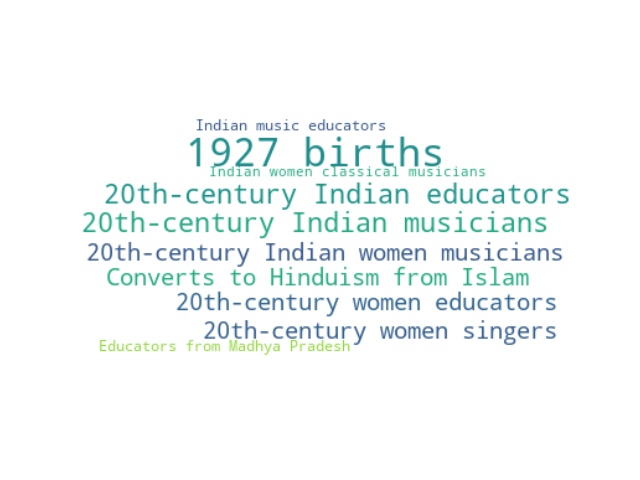 Indian music educators
1927 births
Indian women classical musicians
20th-century Indian educators
20th-century Indian musicians
20th-century Indian women musicians
Converts to Hinduism from Islam
20th-century women educators
20th-century women singers
Educators from Madhya Pradesh